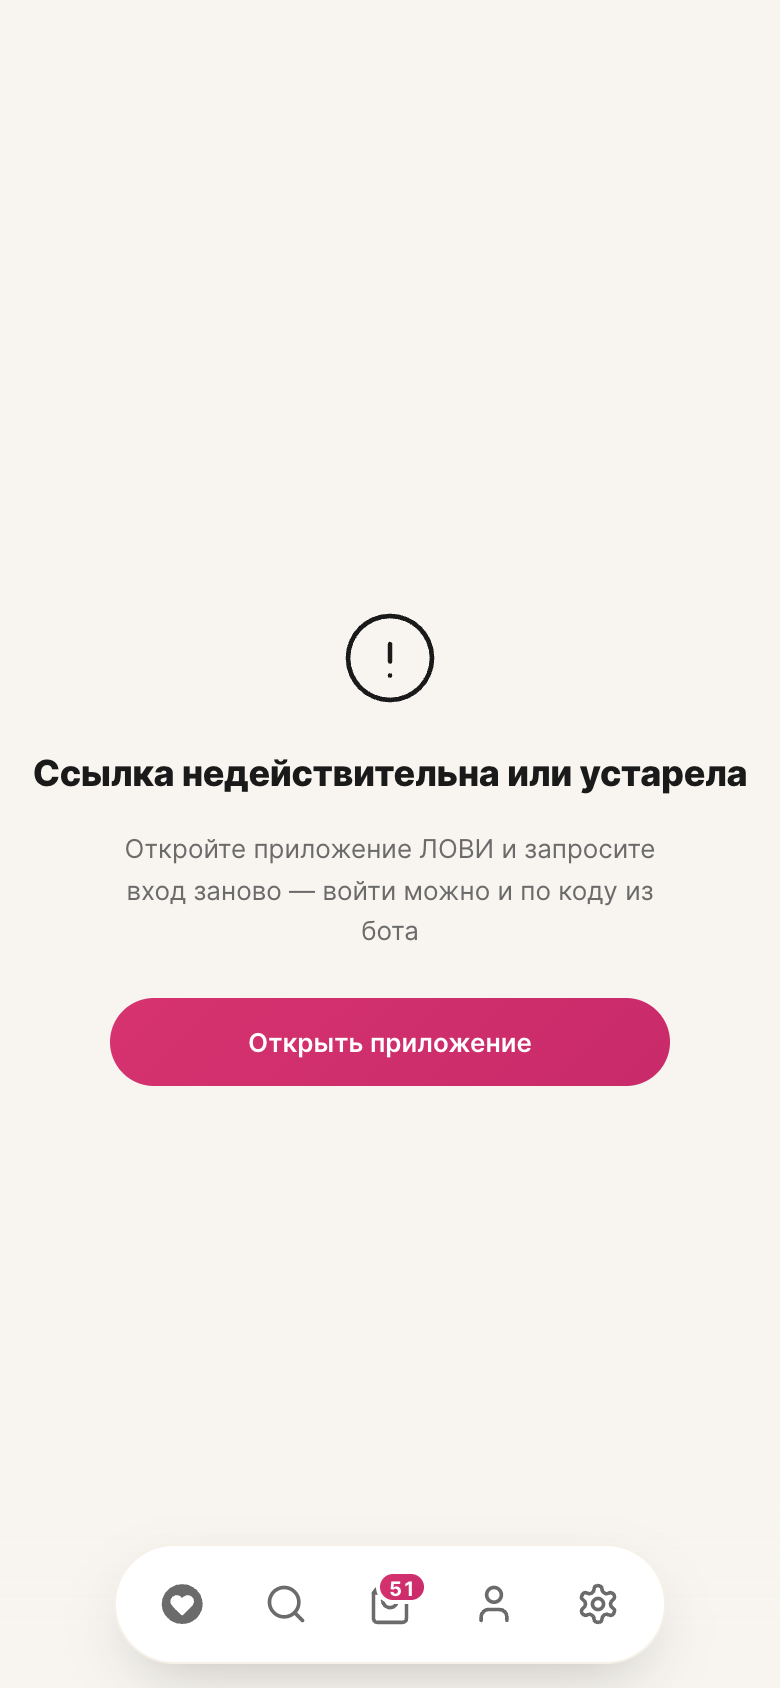 Ссылка недействительна или устарела
Откройте приложение ЛОВИ и запросите
вход заново — войти можно и по коду из
бота
Открыть приложение
51